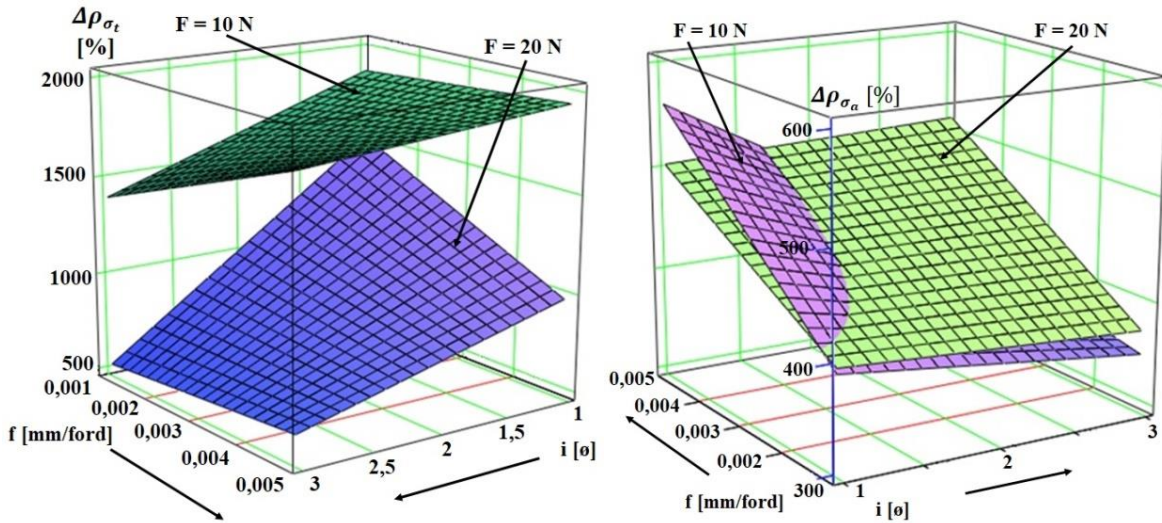 Δρσt
[%]
F = 10 N
F = 20 N
2000
1500
1000
500
0,001
0,002
0,003
0,004
0,005
f [mm/ford]
3
2,5
2
1,5
1
i [ø]
F = 10 N
F = 20 N
Δρσa [%]
600
500
400
300
0,005
0,004
0,003
0,002
f [mm/ford]
1
2
3
i [ø]